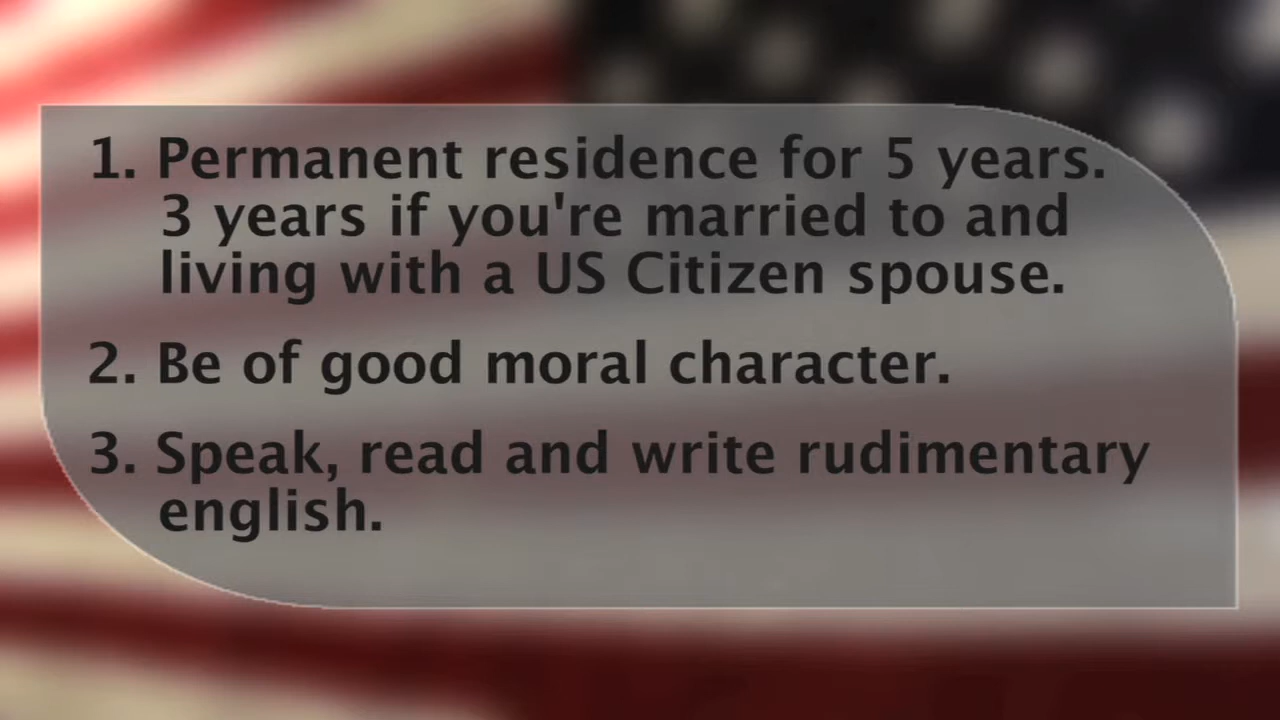 1. Permanent residence for 5 years.
3 years if you're married to and
living with a US Citizen spouse.
2. Be of good moral character.
3. Speak, read and write rudimentary
english.